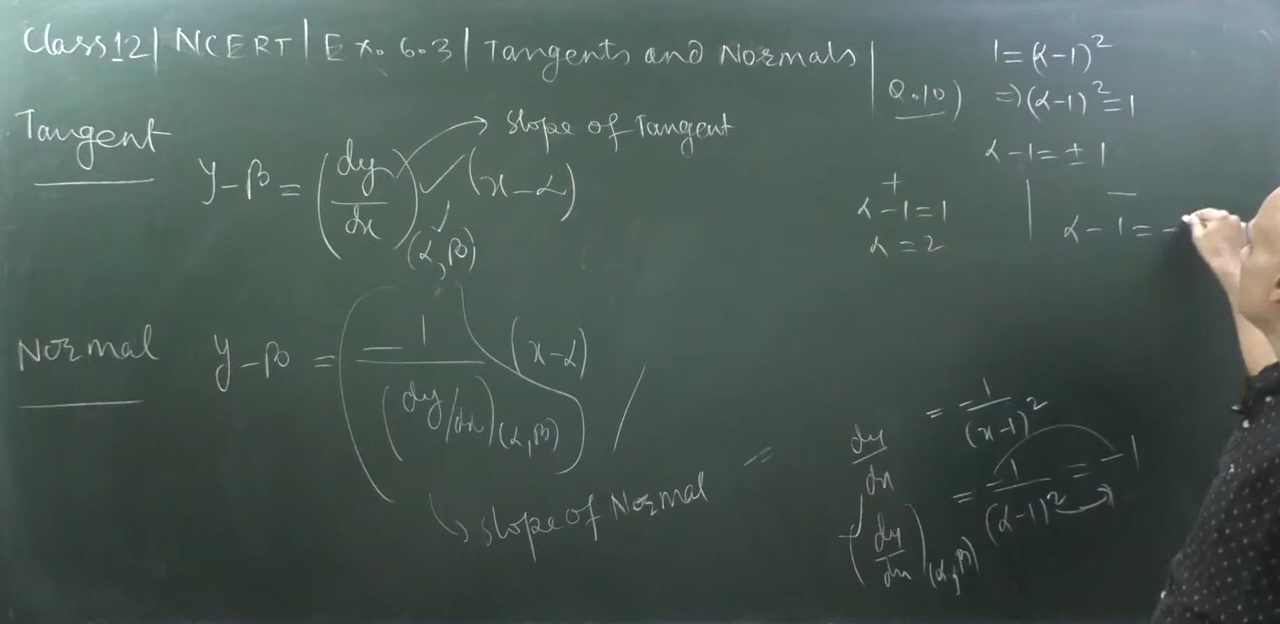 Class 12 | NCERT | Ex. 6.3 | Tangents and Normals |
Q.10)
Tangent
y-β = (dy/dx)(α,β) (x-α)
slope of Tangent
Normal
y-β = -1/(dy/dx)(α,β) (x-α)
slope of Normal
1=(α-1)²
⇒(α-1)²=1
α-1=±1
+
α-1=1
α=2
-
α-1=-
dy/dx = -1/(x-1)²
(dy/dx)(α,β) = -1/(α-1)² = -1